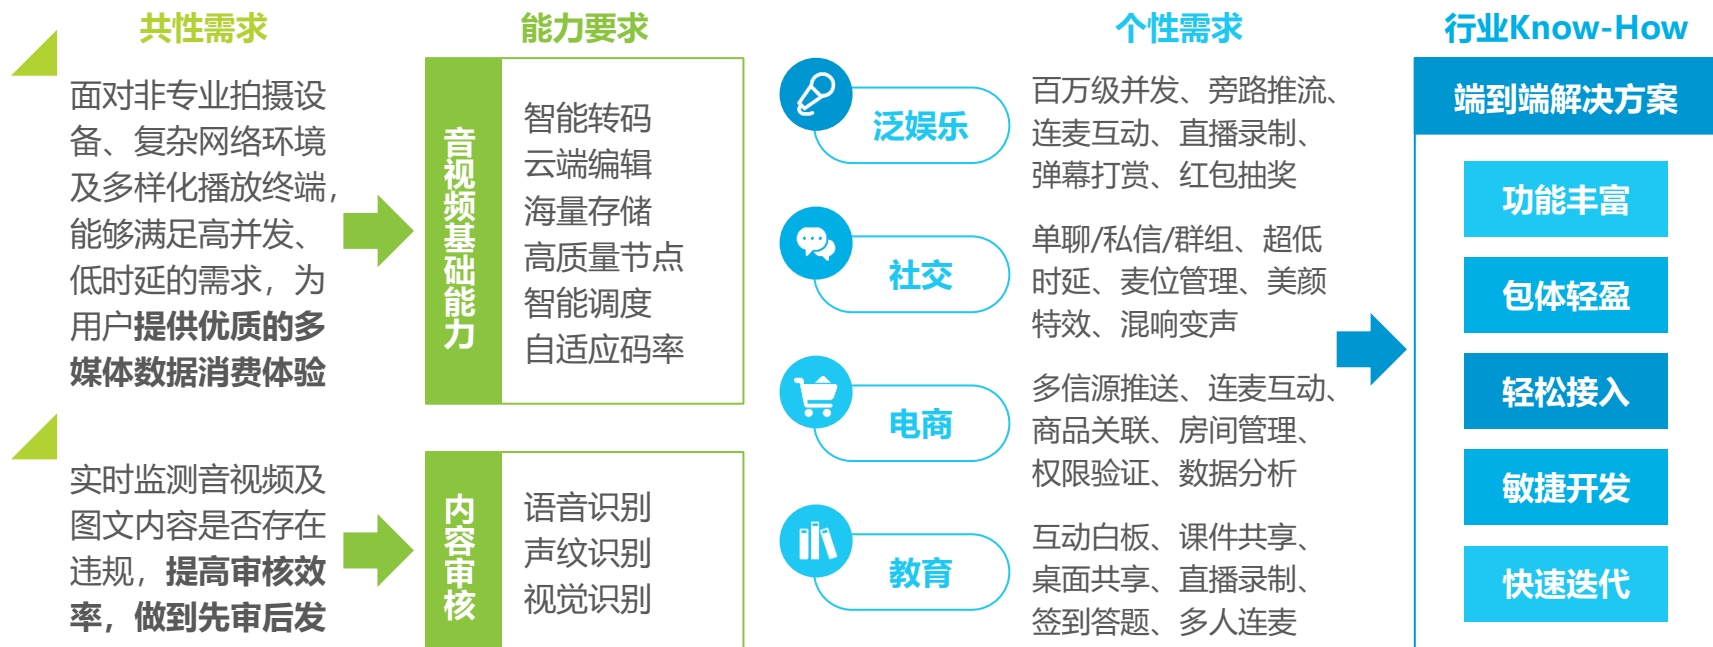 共性需求
面对非专业拍摄设
备、复杂网络环境
及多样化播放终端，
能够满足高并发、
低时延的需求，为
用户提供优质的多
媒体数据消费体验
实时监测音视频及
图文内容是否存在
违规，提高审核效
率，做到先审后发
能力要求
音视频基础能力
智能转码
云端编辑
海量存储
高质量节点
智能调度
自适应码率
内容审核
语音识别
声纹识别
视觉识别
个性需求
泛娱乐
百万级并发、旁路推流、
连麦互动、直播录制、
弹幕打赏、红包抽奖
社交
单聊/私信/群组、超低
时延、麦位管理、美颜
特效、混响变声
电商
多信源推送、连麦互动、
商品关联、房间管理、
权限验证、数据分析
教育
互动白板、课件共享、
桌面共享、直播录制、
签到答题、多人连麦
行业Know-How
端到端解决方案
功能丰富
包体轻盈
轻松接入
敏捷开发
快速迭代